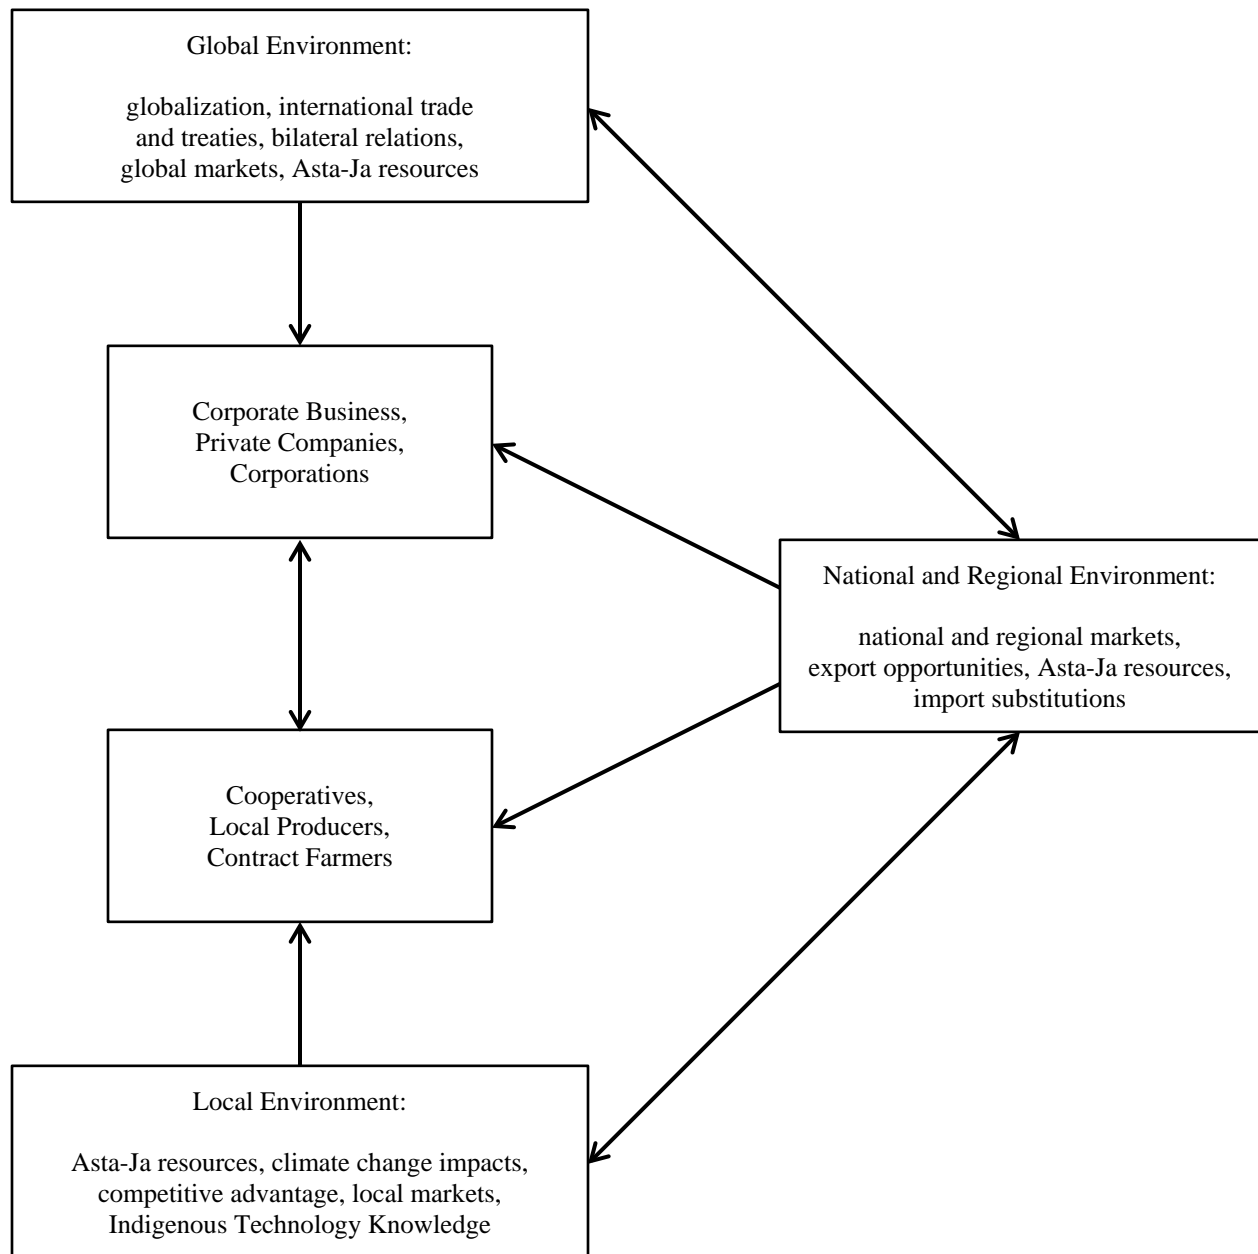 Global Environment:
globalization, international trade
and treaties, bilateral relations,
global markets, Asta-Ja resources
Corporate Business,
Private Companies,
Corporations
National and Regional Environment:
national and regional markets,
export opportunities, Asta-Ja resources,
import substitutions
Cooperatives,
Local Producers,
Contract Farmers
Local Environment:
Asta-Ja resources, climate change impacts,
competitive advantage, local markets,
Indigenous Technology Knowledge